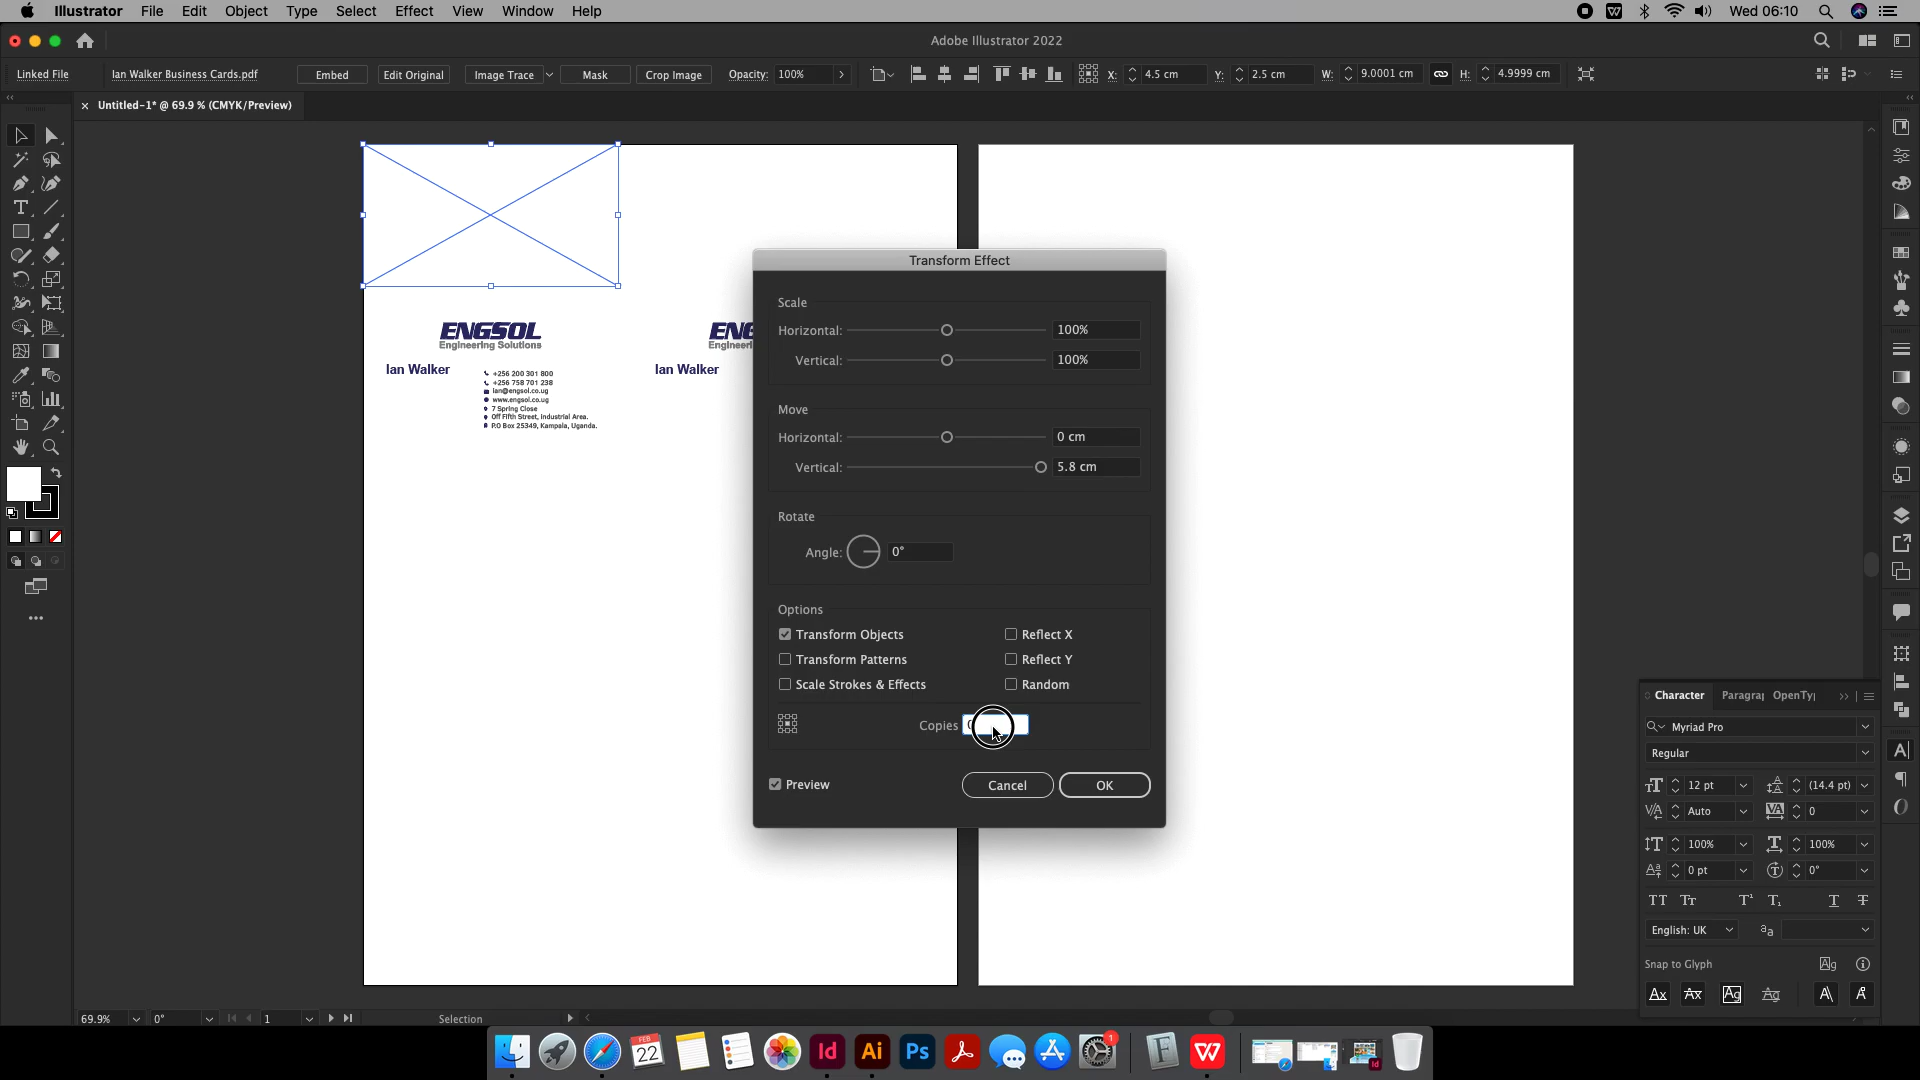 Illustrator File Edit Object Type Select Effect View Window Help
Wed 06:10
Adobe Illustrator 2022
Linked File Ian Walker Business Cards.pdf Embed Edit Original Image Trace Mask Crop Image Opacity: 100% X: 4.5 cm Y: 2.5 cm W: 9.0001 cm H: 4.9999 cm
Untitled-1* @ 69.9 % (CMYK/Preview)
Transform Effect
Scale
Horizontal: 100%
Vertical: 100%
Move
Horizontal: 0 cm
Vertical: 5.8 cm
Rotate
Angle: 0°
Options
Transform Objects Reflect X
Transform Patterns Reflect Y
Scale Strokes & Effects Random
Copies
Preview Cancel OK
ENGSOL
Engineering Solutions
Ian Walker
+256 200 301 800
+256 758 701 238
ian@engsol.co.ug
www.engsol.co.ug
7 Spring Close
Off Fifth Street, Industrial Area.
P.O Box 25349, Kampala, Uganda.
ENG
Engineering S
Ian Walker
Character Paragra OpenTy
Myriad Pro
Regular
12 pt (14.4 pt)
Auto 0
100% 100%
0 pt 0°
English: UK
Snap to Glyph
69.9% 0° 1 Selection
FEB
22
Id Ai Ps
1